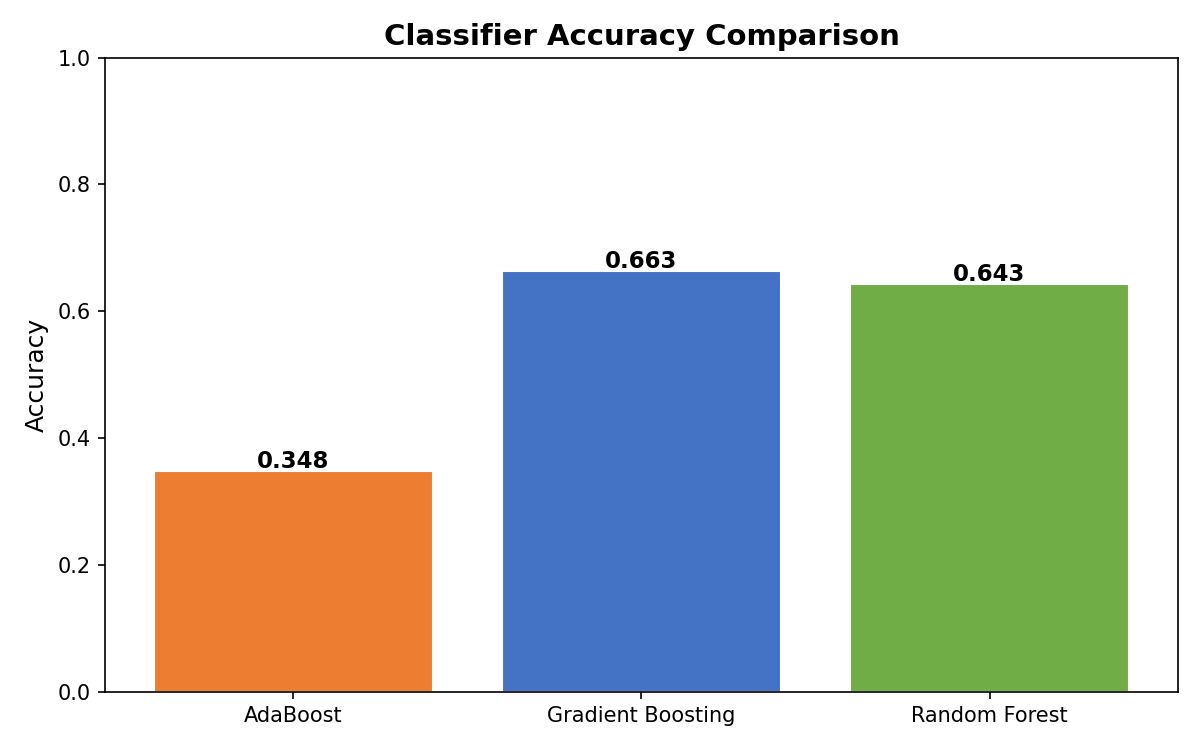 Classifier Accuracy Comparison
1.0
0.8
0.6
0.4
0.2
0.0
Accuracy
0.348
0.663
0.643
AdaBoost
Gradient Boosting
Random Forest